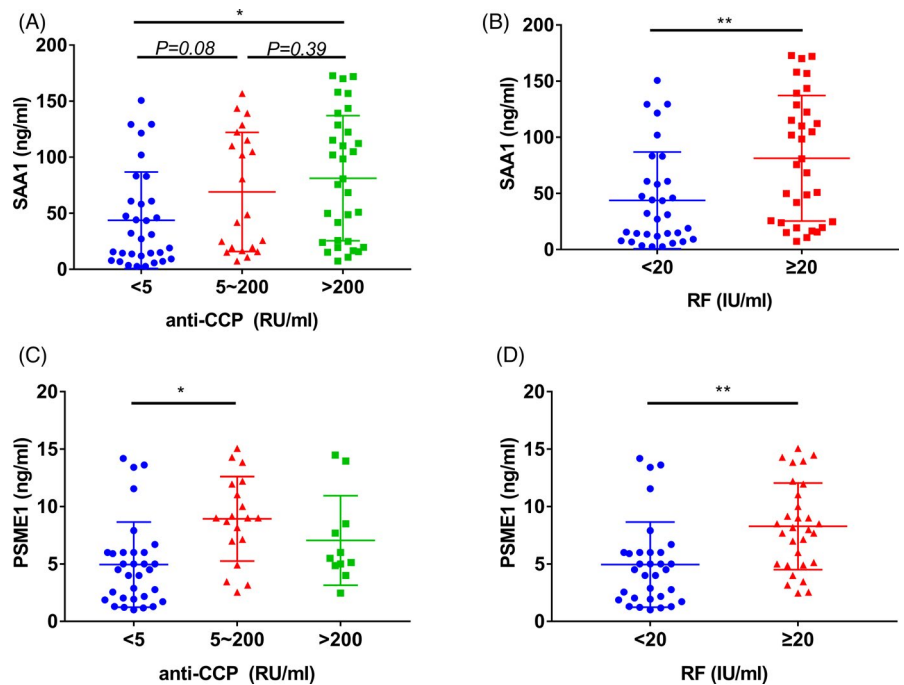 (A)
*
P=0.08
P=0.39
200
150
100
50
0
SAA1 (ng/ml)
<5
5~200
>200
anti-CCP (RU/ml)
(B)
**
200
150
100
50
0
SAA1 (ng/ml)
<20
≥20
RF (IU/ml)
(C)
*
20
15
10
5
0
PSME1 (ng/ml)
<5
5~200
>200
anti-CCP (RU/ml)
(D)
**
20
15
10
5
0
PSME1 (ng/ml)
<20
≥20
RF (IU/ml)